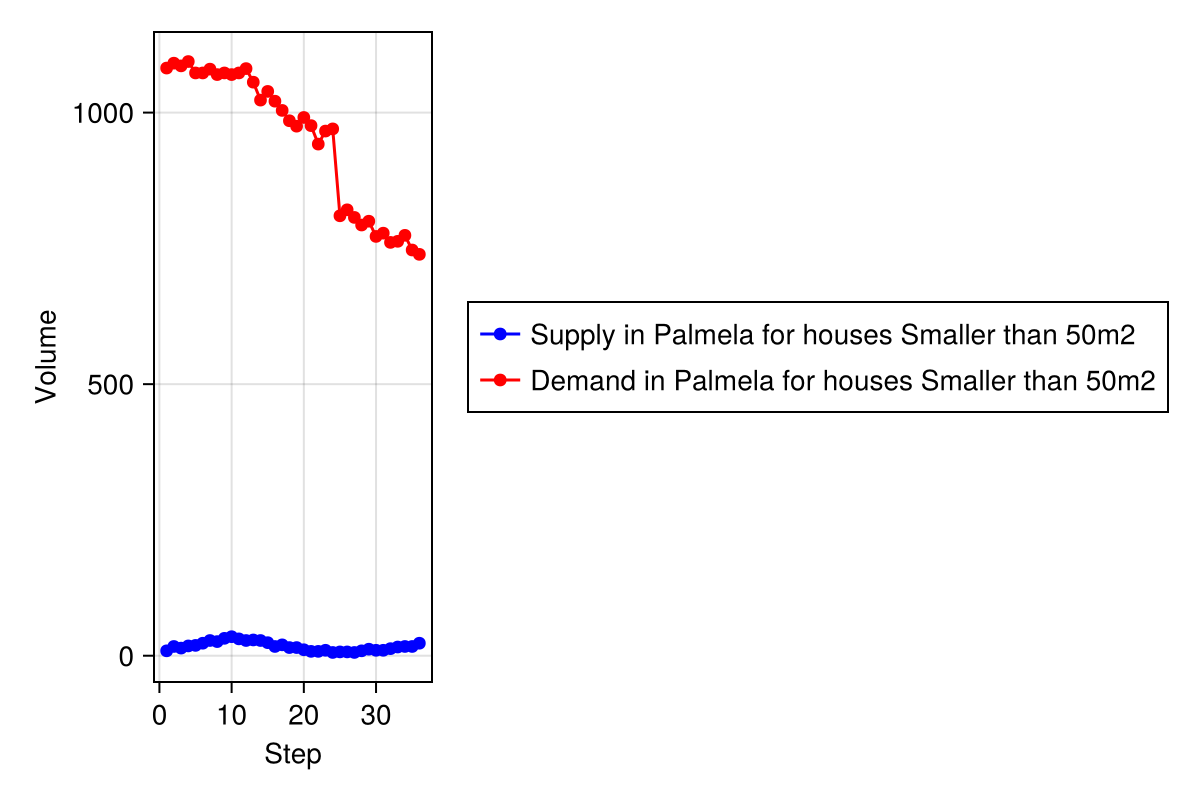 Volume
1000
500
0
0 10 20 30
Step
Supply in Palmela for houses Smaller than 50m2
Demand in Palmela for houses Smaller than 50m2